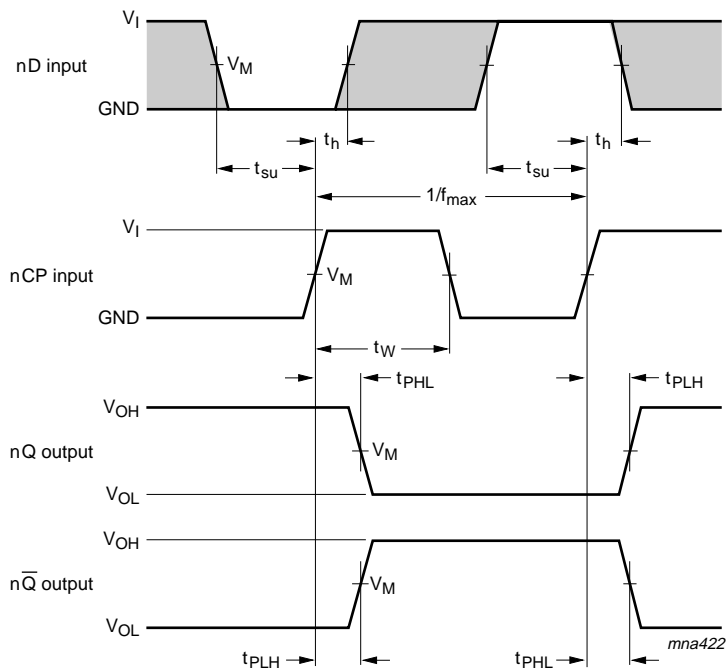 V_I
nD input
V_M
GND
t_h
t_h
t_su
t_su
1/f_max
V_I
nCP input
V_M
GND
t_W
t_PHL
t_PLH
V_OH
nQ output
V_M
V_OL
V_OH
nQ̅ output
V_M
V_OL
mna422
t_PLH
t_PHL